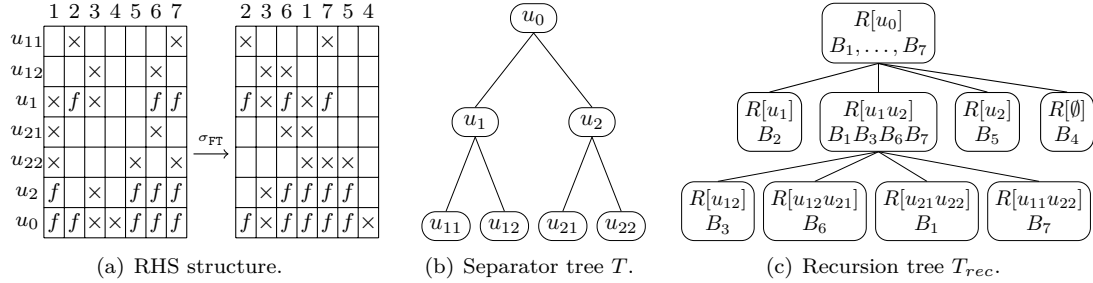 1 2 3 4 5 6 7 2 3 6 1 7 5 4
u₁₁ × × × ×
u₁₂ × × × ×
u₁ × f × f f f × f × f
u₂₁ × × × ×
σ_FT
u₂₂ × × × × × ×
u₂ f × f f f × f f f f
u₀ f f × × f f f f × f f f f ×
(a) RHS structure.
u₀
u₁ u₂
u₁₁ u₁₂ u₂₁ u₂₂
(b) Separator tree T.
R[u₀]
B₁, . . . , B₇
R[u₁] R[u₁u₂] R[u₂] R[∅]
B₂ B₁B₃B₆B₇ B₅ B₄
R[u₁₂] R[u₁₂u₂₁] R[u₂₁u₂₂] R[u₁₁u₂₂]
B₃ B₆ B₁ B₇
(c) Recursion tree T_rec.